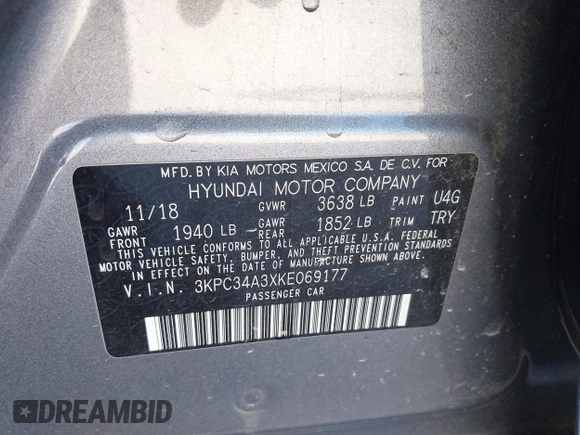 MFD. BY KIA MOTORS MEXICO S.A. DE C.V. FOR
HYUNDAI MOTOR COMPANY
11/18 GVWR 3638 LB PAINT U4G
GAWR FRONT 1940 LB GAWR REAR 1852 LB TRIM TRY
THIS VEHICLE CONFORMS TO ALL APPLICABLE U.S.A. FEDERAL
MOTOR VEHICLE SAFETY, BUMPER, AND THEFT PREVENTION STANDARDS
IN EFFECT ON THE DATE OF MANUFACTURE SHOWN ABOVE.
V.I.N. 3KPC34A3XKE069177
PASSENGER CAR
DREAMBID